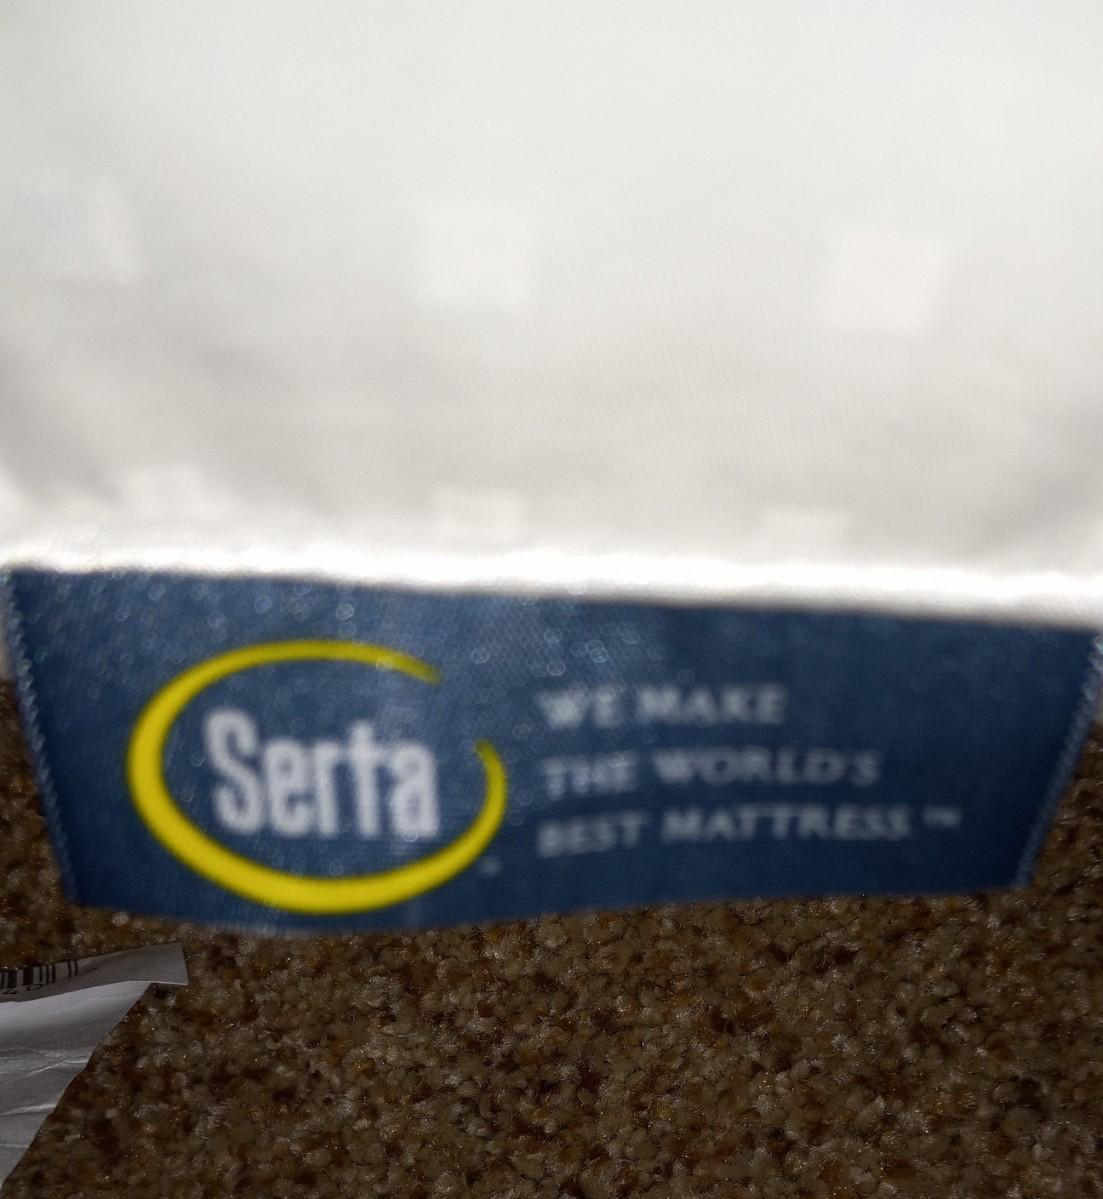 Serta
WE MAKE
THE WORLD'S
BEST MATTRESS™